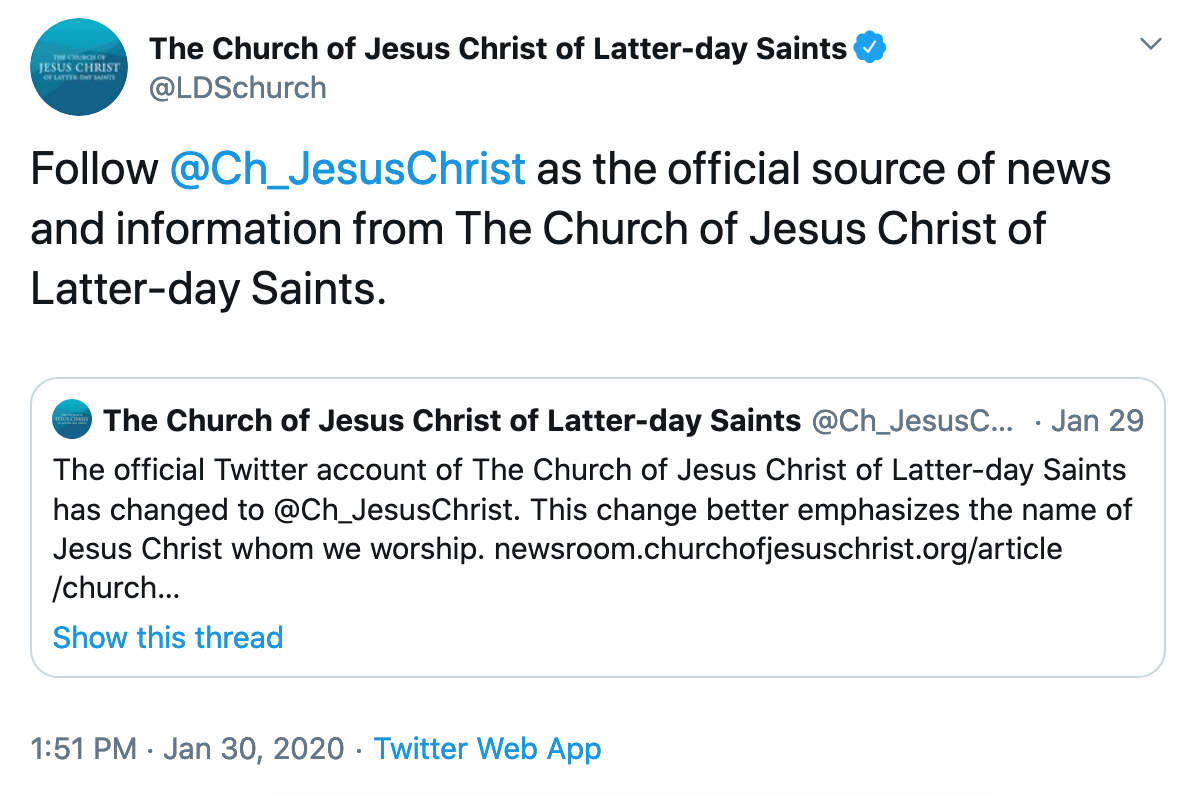 THE CHURCH OF
JESUS CHRIST
OF LATTER-DAY SAINTS
The Church of Jesus Christ of Latter-day Saints
@LDSchurch
Follow @Ch_JesusChrist as the official source of news
and information from The Church of Jesus Christ of
Latter-day Saints.
The Church of Jesus Christ of Latter-day Saints @Ch_JesusC... · Jan 29
The official Twitter account of The Church of Jesus Christ of Latter-day Saints
has changed to @Ch_JesusChrist. This change better emphasizes the name of
Jesus Christ whom we worship. newsroom.churchofjesuschrist.org/article
/church...
Show this thread
1:51 PM · Jan 30, 2020 · Twitter Web App